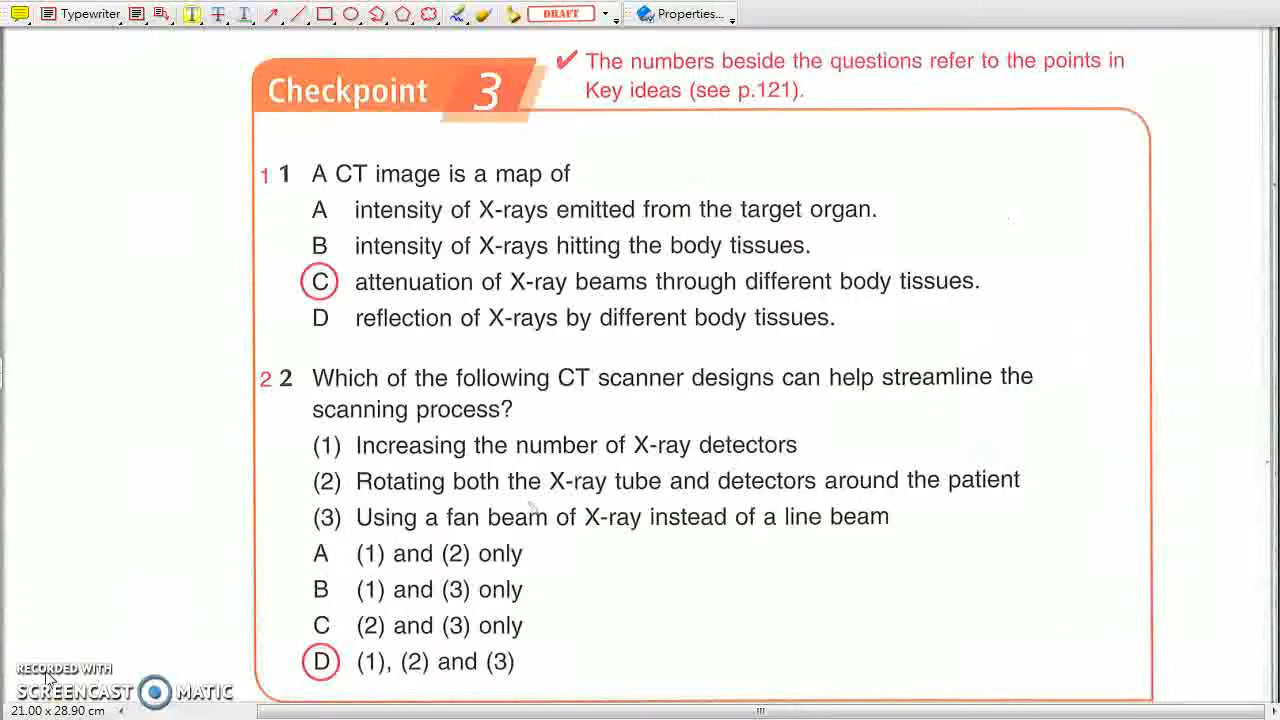 Typewriter DRAFT Properties...
✔ The numbers beside the questions refer to the points in
Key ideas (see p.121).
Checkpoint 3
1 1 A CT image is a map of
A intensity of X-rays emitted from the target organ.
B intensity of X-rays hitting the body tissues.
C attenuation of X-ray beams through different body tissues.
D reflection of X-rays by different body tissues.
2 2 Which of the following CT scanner designs can help streamline the
scanning process?
(1) Increasing the number of X-ray detectors
(2) Rotating both the X-ray tube and detectors around the patient
(3) Using a fan beam of X-ray instead of a line beam
A (1) and (2) only
B (1) and (3) only
C (2) and (3) only
D (1), (2) and (3)
RECORDED WITH
SCREENCAST MATIC
21.00 x 28.90 cm